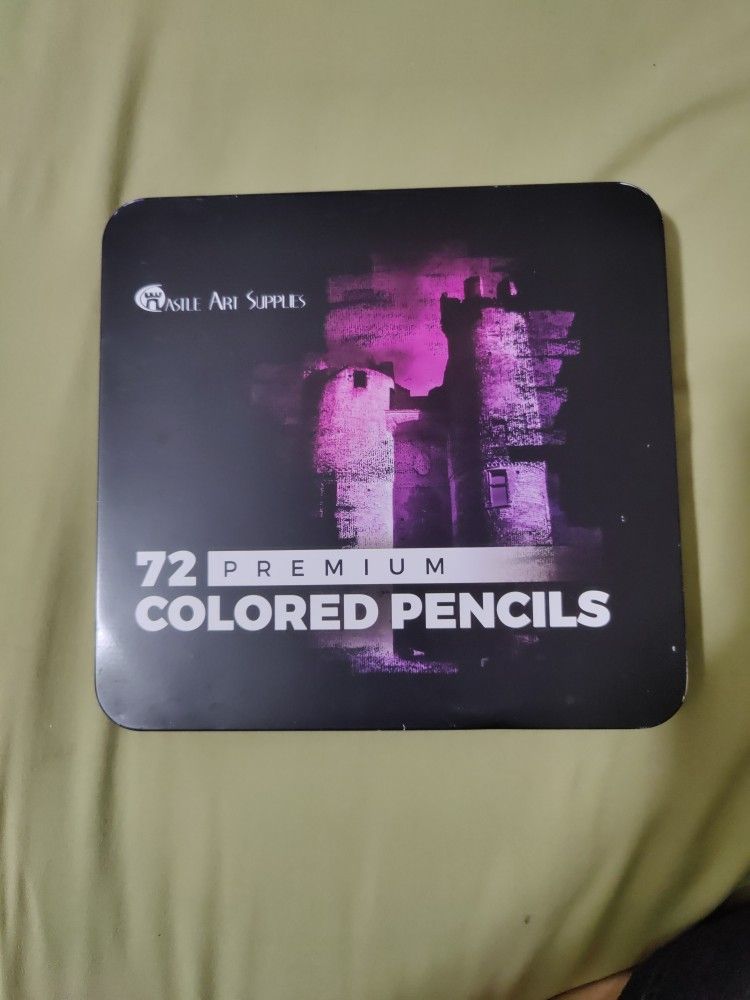 Castle Art Supplies
72 PREMIUM
COLORED PENCILS